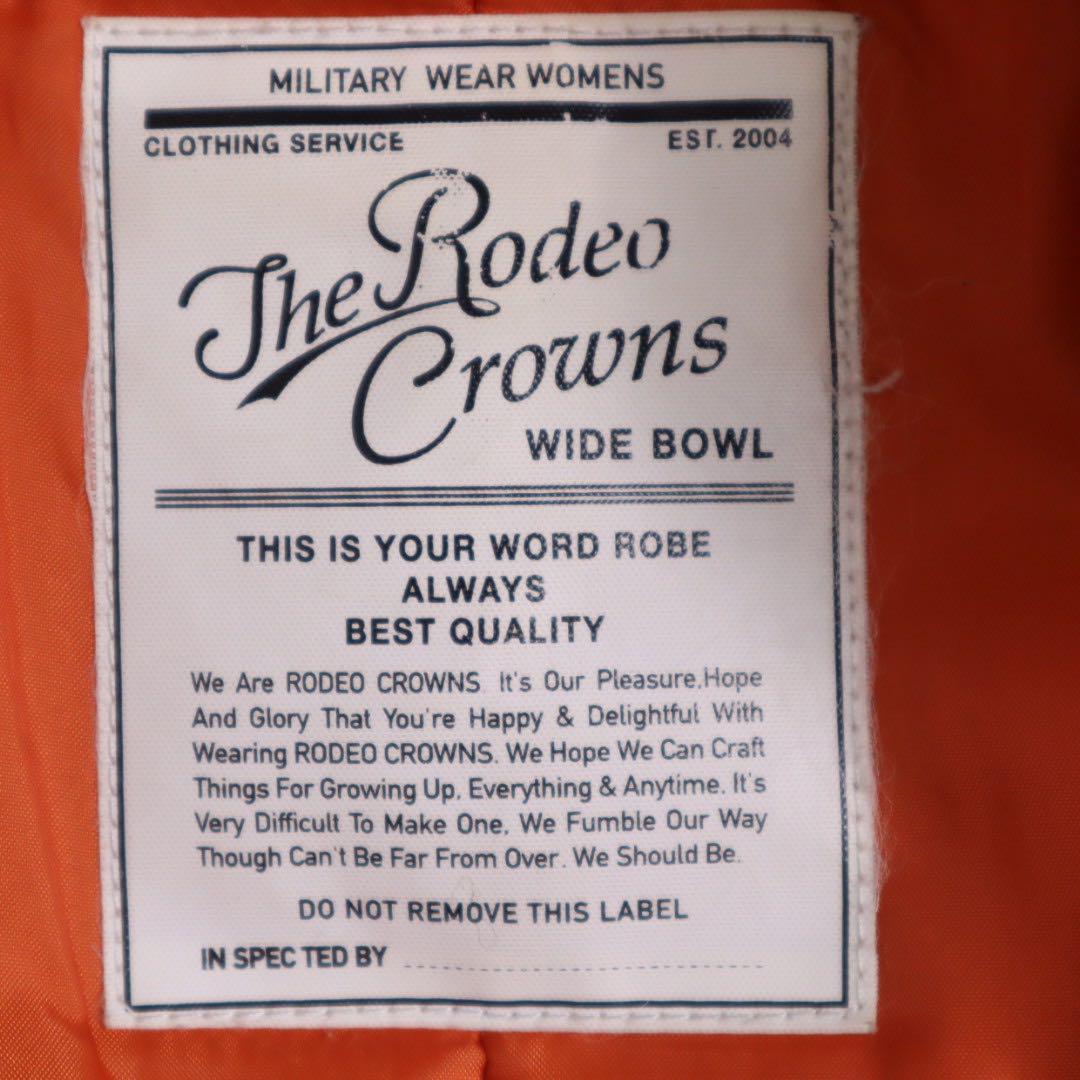 MILITARY WEAR WOMENS
CLOTHING SERVICE EST. 2004
The Rodeo
Crowns
WIDE BOWL
THIS IS YOUR WORD ROBE
ALWAYS
BEST QUALITY
We Are RODEO CROWNS It's Our Pleasure,Hope
And Glory That You're Happy & Delightful With
Wearing RODEO CROWNS. We Hope We Can Craft
Things For Growing Up, Everything & Anytime. It's
Very Difficult To Make One, We Fumble Our Way
Though Can't Be Far From Over. We Should Be.
DO NOT REMOVE THIS LABEL
IN SPEC TED BY